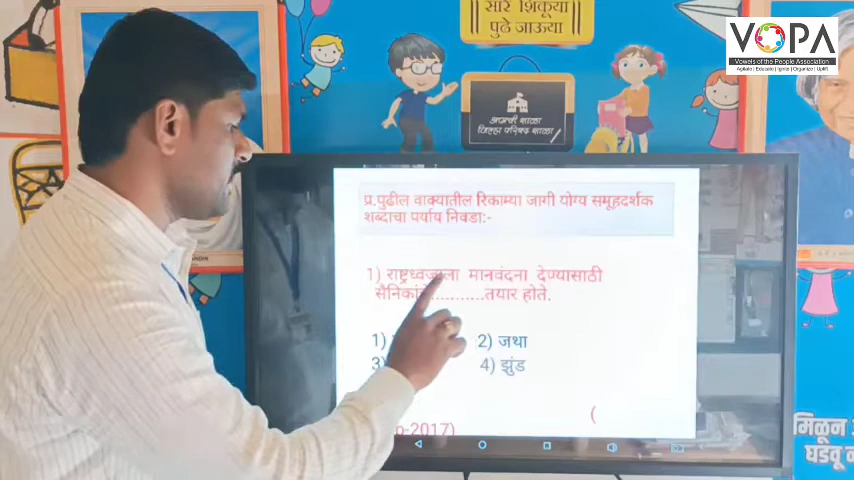 सारे शिकूया
पुढे जाऊया
VOPA
Vowels of the People Association
Agitate | Educate | Ignite | Organize | Uplift
आमची शाळा
जिल्हा परिषद शाळा
प्र.पुढील वाक्यातील रिकाम्या जागी योग्य समूहदर्शक
शब्दाचा पर्याय निवडा:-
1) राष्ट्रध्वजाला मानवंदना देण्यासाठी
..........तयार होते.
1) 2) जथा
3) 4) झुंड
(
-2017)
मिळून
घडवू